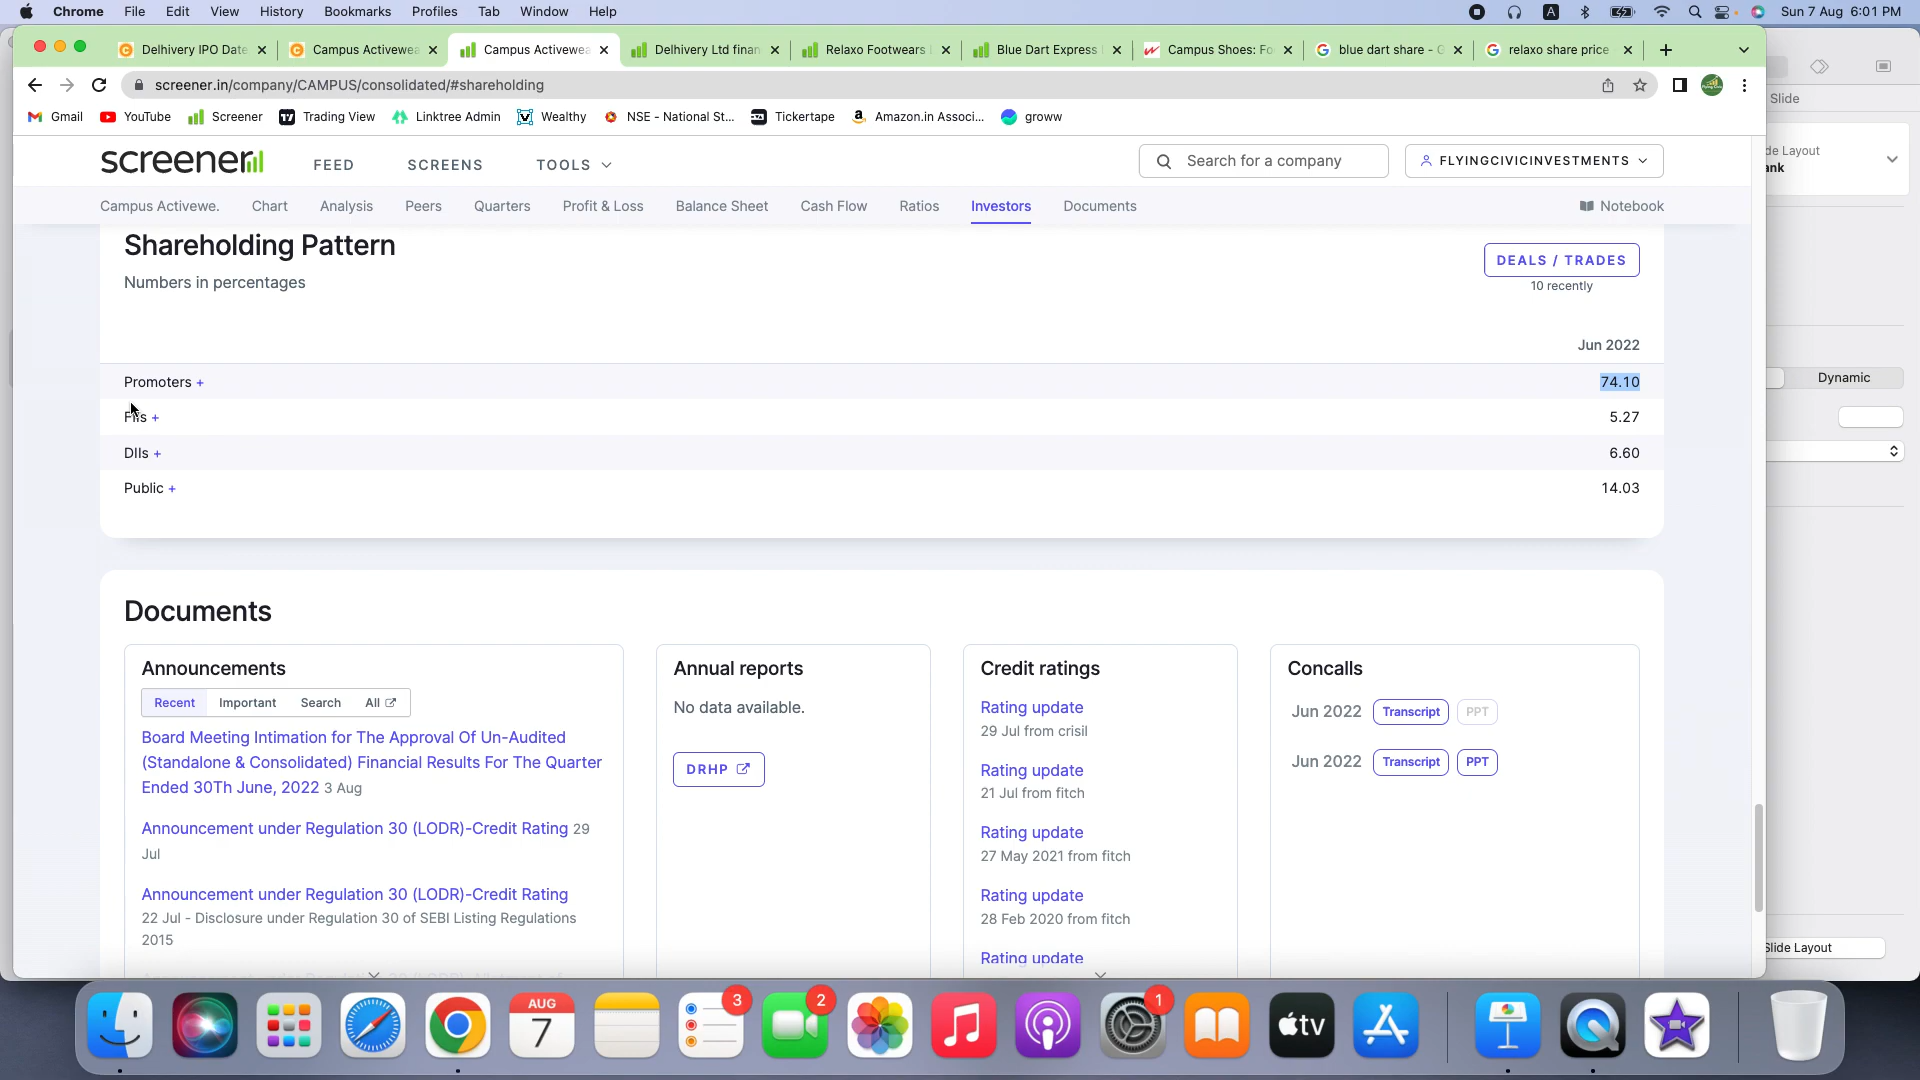 Chrome File Edit View History Bookmarks Profiles Tab Window Help A Sun 7 Aug 6:01 PM
Delhivery IPO Date Campus Activewea Campus Activewea Delhivery Ltd finan Relaxo Footwears Blue Dart Express Campus Shoes: Fo blue dart share - G relaxo share price
screener.in/company/CAMPUS/consolidated/#shareholding
Slide
Gmail YouTube Screener Trading View Linktree Admin Wealthy NSE - National St... Tickertape Amazon.in Associ... groww
screener FEED SCREENS TOOLS Search for a company FLYINGCIVICINVESTMENTS
de Layout
ank
Campus Activewe. Chart Analysis Peers Quarters Profit & Loss Balance Sheet Cash Flow Ratios Investors Documents Notebook
Shareholding Pattern
DEALS / TRADES
Numbers in percentages
10 recently
Jun 2022
Promoters + 74.10
Dynamic
FIIs + 5.27
DIIs + 6.60
Public + 14.03
Documents
Announcements
Recent Important Search All
Board Meeting Intimation for The Approval Of Un-Audited
(Standalone & Consolidated) Financial Results For The Quarter
Ended 30Th June, 2022 3 Aug
Announcement under Regulation 30 (LODR)-Credit Rating 29
Jul
Announcement under Regulation 30 (LODR)-Credit Rating
22 Jul - Disclosure under Regulation 30 of SEBI Listing Regulations
2015
Annual reports
No data available.
DRHP
Credit ratings
Rating update
29 Jul from crisil
Rating update
21 Jul from fitch
Rating update
27 May 2021 from fitch
Rating update
28 Feb 2020 from fitch
Rating update
Concalls
Jun 2022 Transcript PPT
Jun 2022 Transcript PPT
Slide Layout
AUG
7
3
2
1
tv